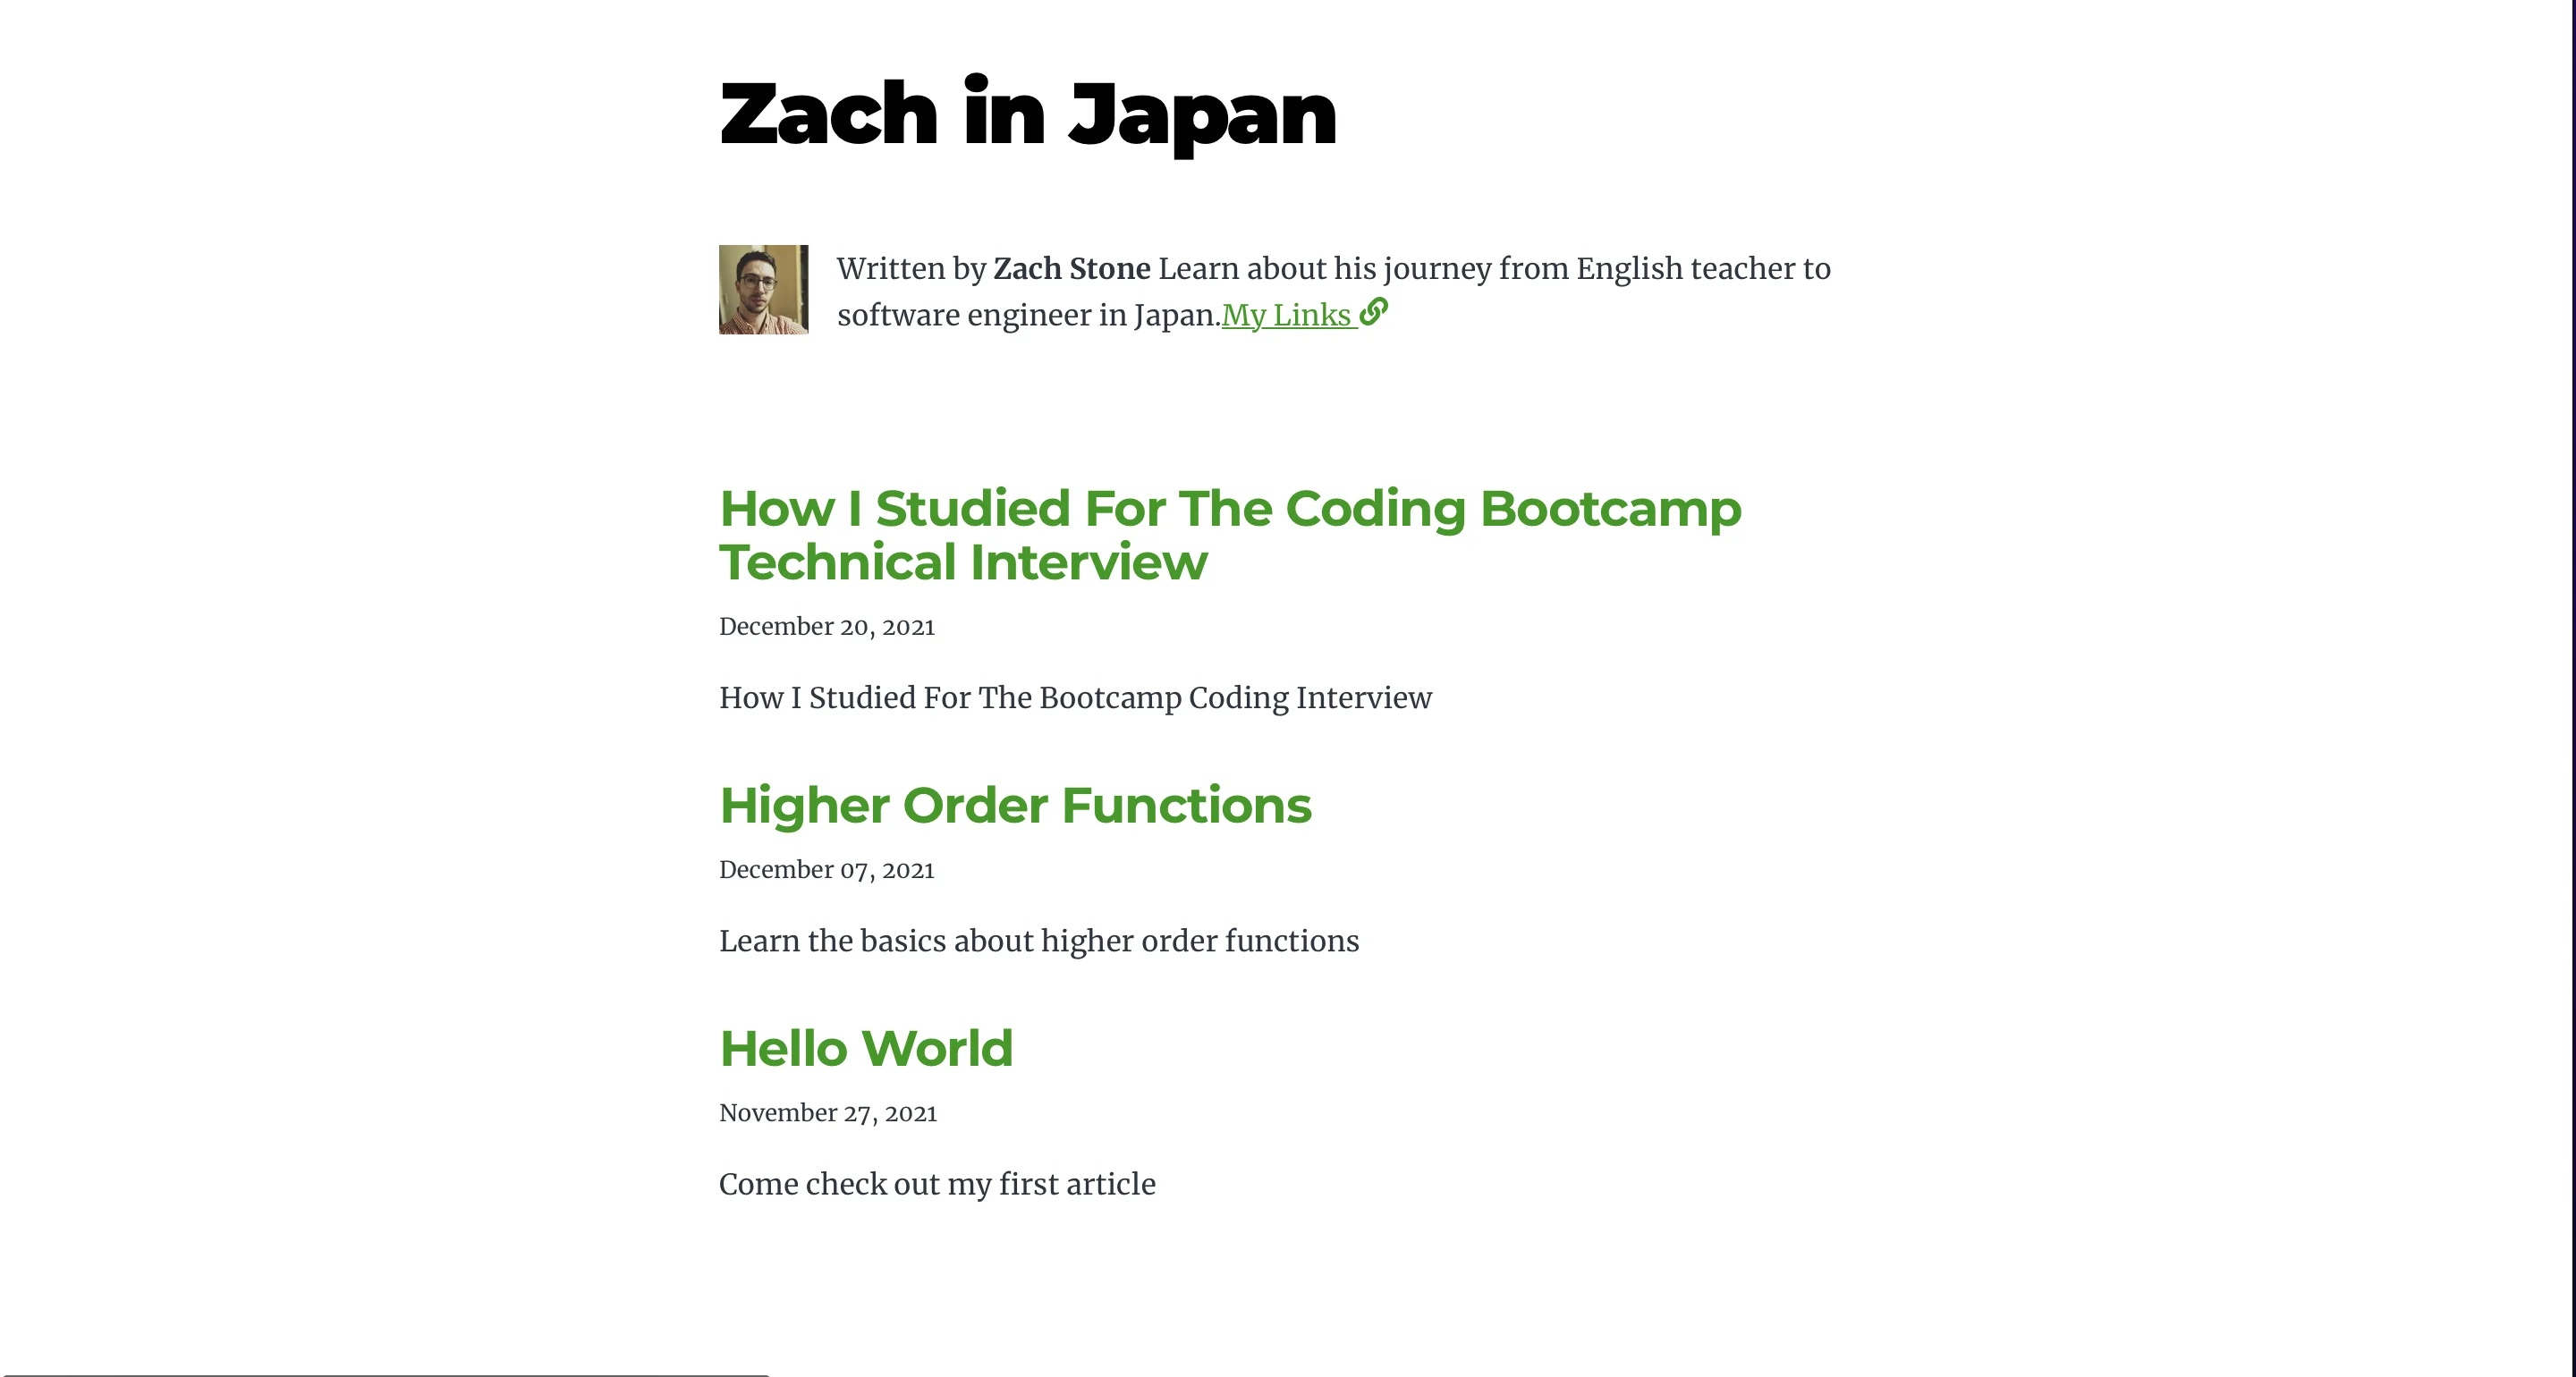 Zach in Japan
Written by Zach Stone Learn about his journey from English teacher to
software engineer in Japan.My Links
How I Studied For The Coding Bootcamp
Technical Interview
December 20, 2021
How I Studied For The Bootcamp Coding Interview
Higher Order Functions
December 07, 2021
Learn the basics about higher order functions
Hello World
November 27, 2021
Come check out my first article